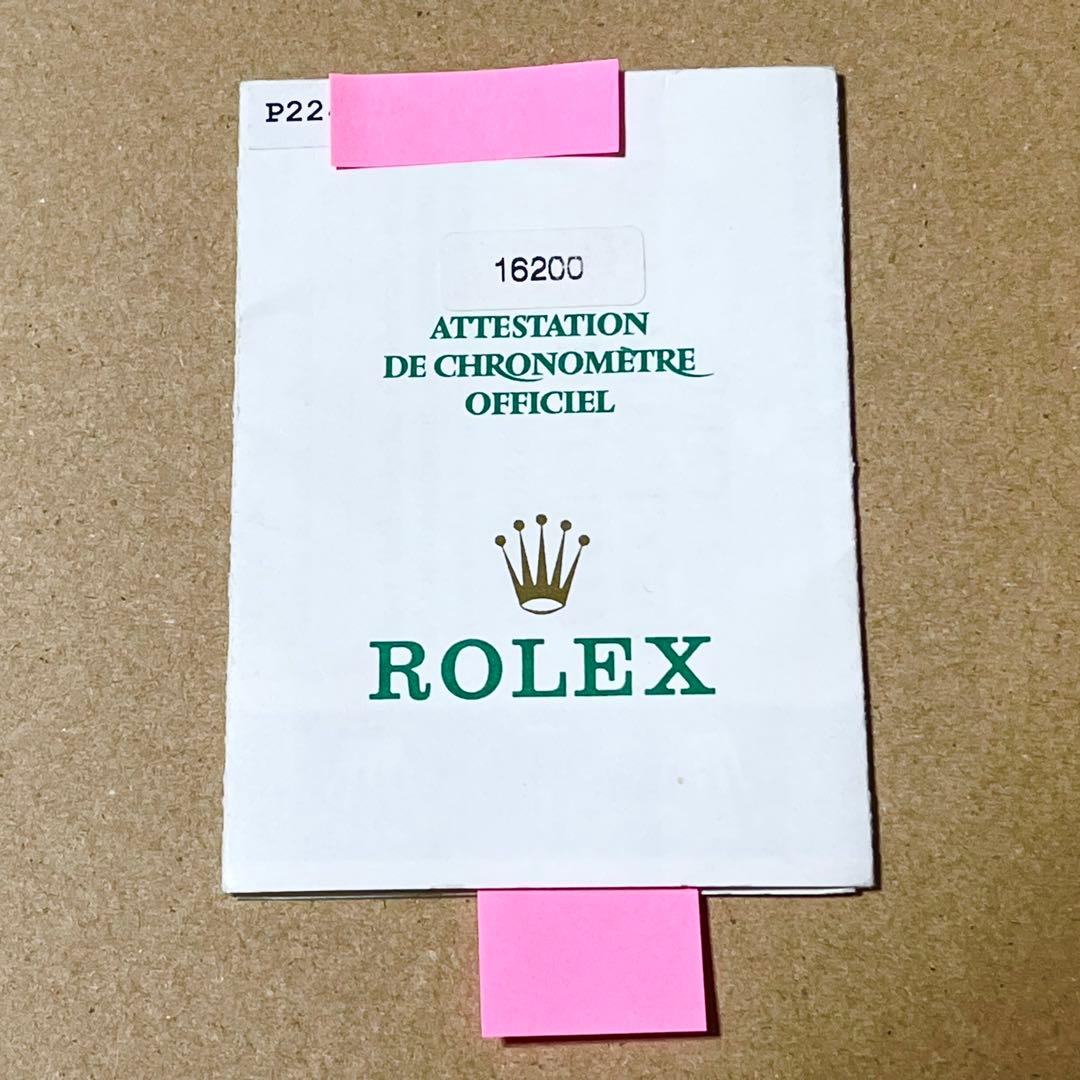 P22
16200
ATTESTATION
DE CHRONOMÈTRE
OFFICIEL
ROLEX